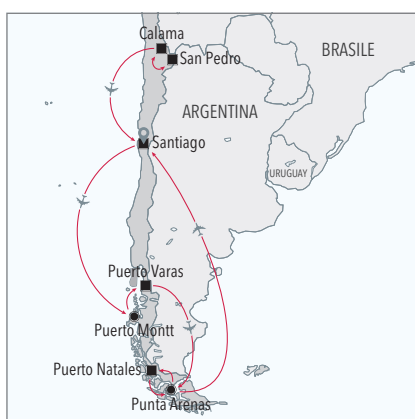 Calama
San Pedro
BRASILE
ARGENTINA
Santiago
URUGUAY
Puerto Varas
Puerto Montt
Puerto Natales
Punta Arenas